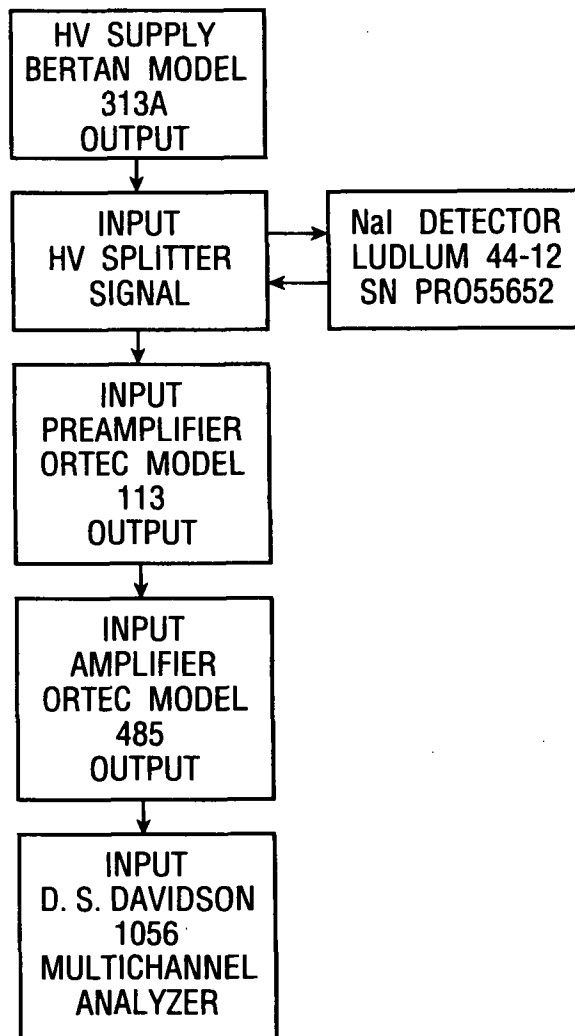 HV SUPPLY
BERTAN MODEL
313A
OUTPUT
INPUT
HV SPLITTER
SIGNAL
NaI DETECTOR
LUDLUM 44-12
SN PRO55652
INPUT
PREAMPLIFIER
ORTEC MODEL
113
OUTPUT
INPUT
AMPLIFIER
ORTEC MODEL
485
OUTPUT
INPUT
D. S. DAVIDSON
1056
MULTICHANNEL
ANALYZER